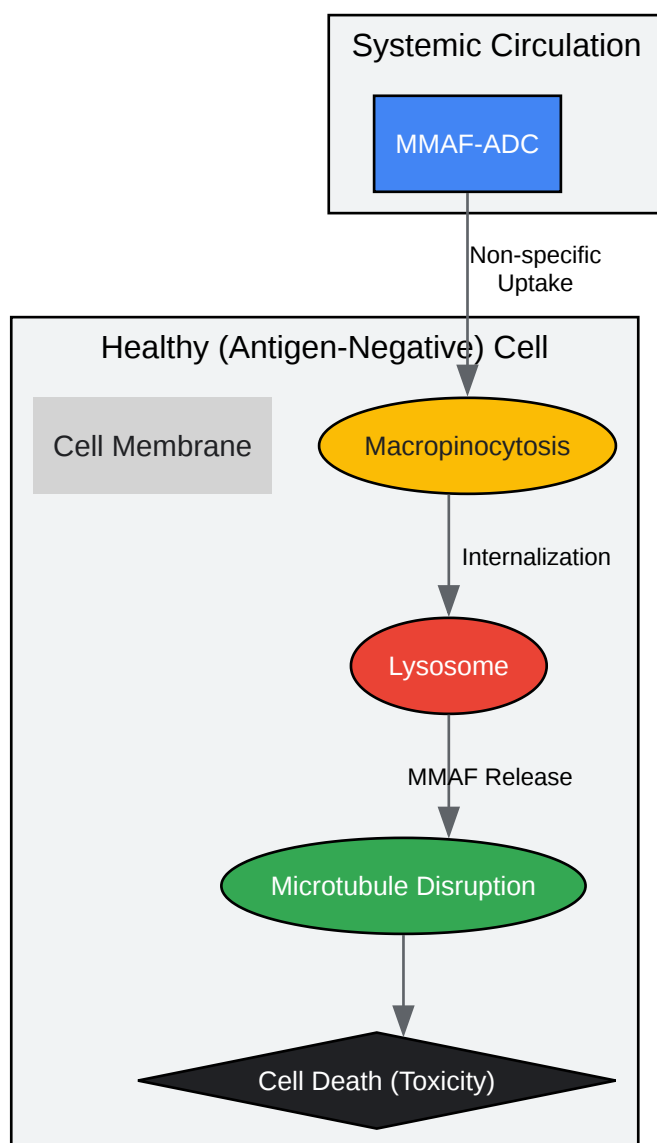 Systemic Circulation
MMAF-ADC
Non-specific
Uptake
Healthy (Antigen-Negative) Cell
Cell Membrane
Macropinocytosis
Internalization
Lysosome
MMAF Release
Microtubule Disruption
Cell Death (Toxicity)